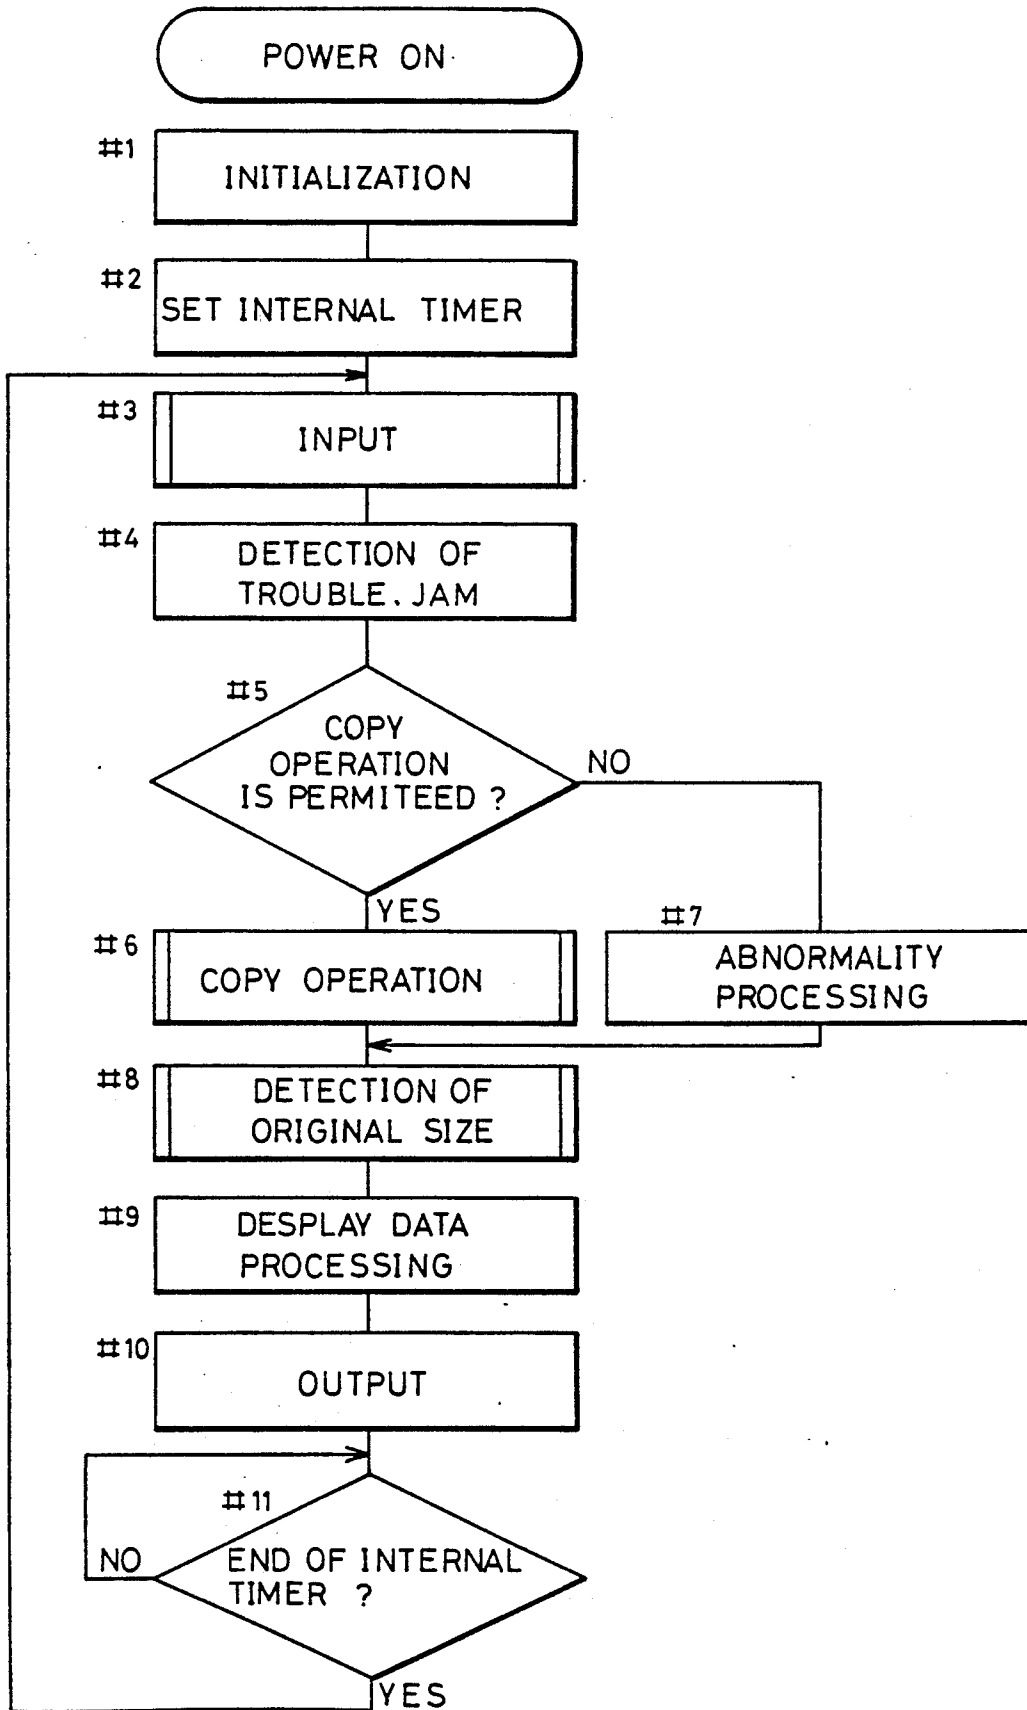 POWER ON
#1
INITIALIZATION
#2
SET INTERNAL TIMER
#3
INPUT
#4
DETECTION OF
TROUBLE. JAM
#5
COPY
OPERATION
IS PERMITEED ?
NO
YES
#6
COPY OPERATION
#7
ABNORMALITY
PROCESSING
#8
DETECTION OF
ORIGINAL SIZE
#9
DESPLAY DATA
PROCESSING
#10
OUTPUT
#11
NO
END OF INTERNAL
TIMER ?
YES